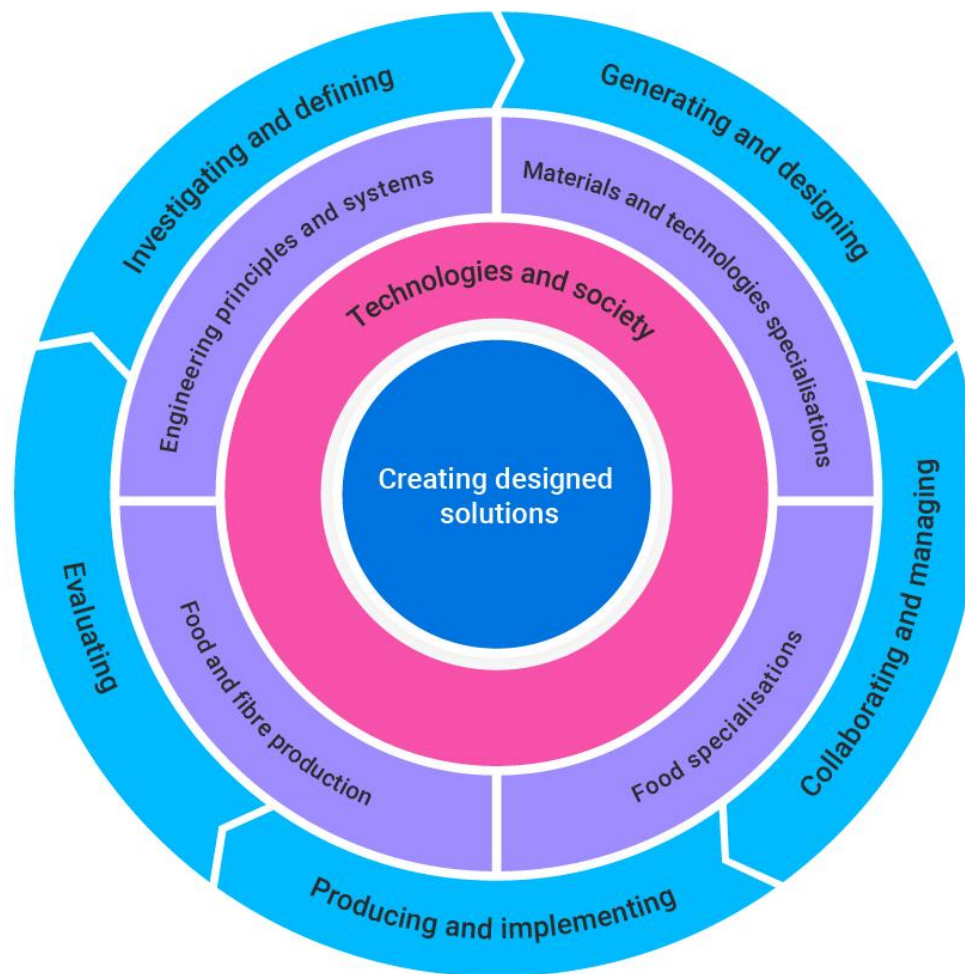 Investigating and defining
Generating and designing
Collaborating and managing
Producing and implementing
Evaluating
Engineering principles and systems
Materials and technologies specialisations
Food specialisations
Food and fibre production
Technologies and society
Creating designed
solutions